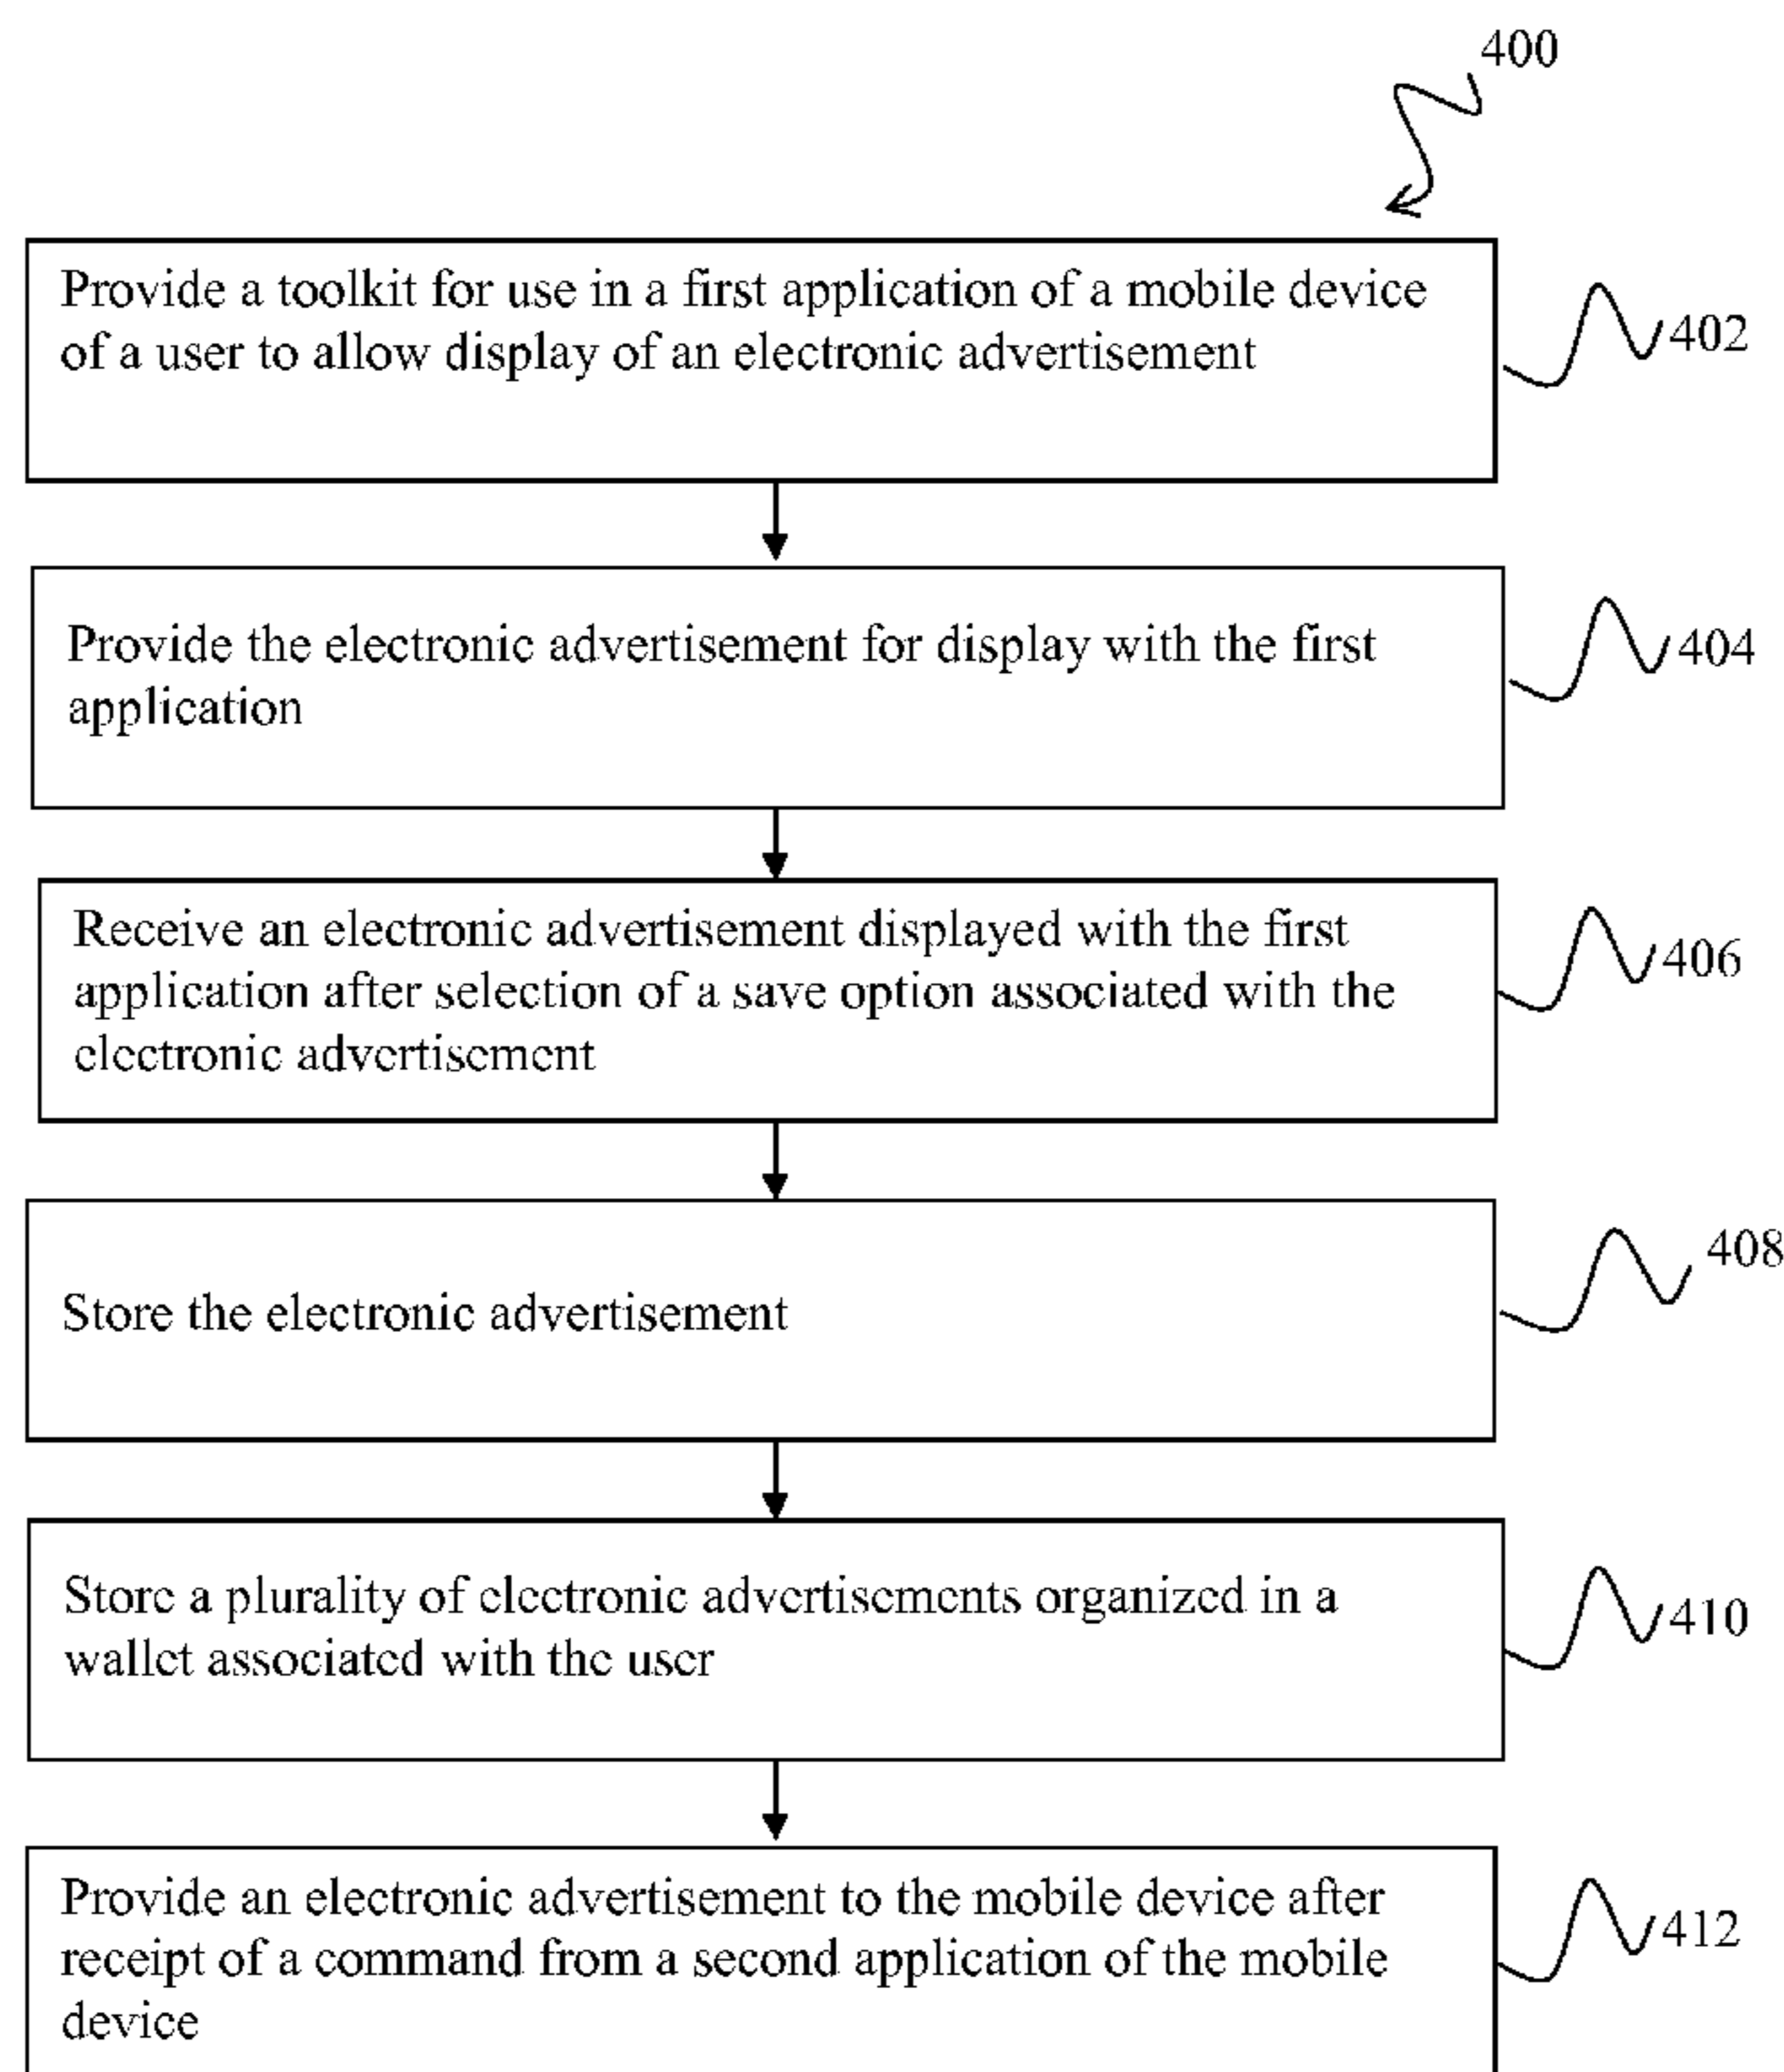 400
Provide a toolkit for use in a first application of a mobile device
of a user to allow display of an electronic advertisement
402
Provide the electronic advertisement for display with the first
application
404
Receive an electronic advertisement displayed with the first
application after selection of a save option associated with the
electronic advertisement
406
Store the electronic advertisement
408
Store a plurality of electronic advertisements organized in a
wallet associated with the user
410
Provide an electronic advertisement to the mobile device after
receipt of a command from a second application of the mobile
device
412